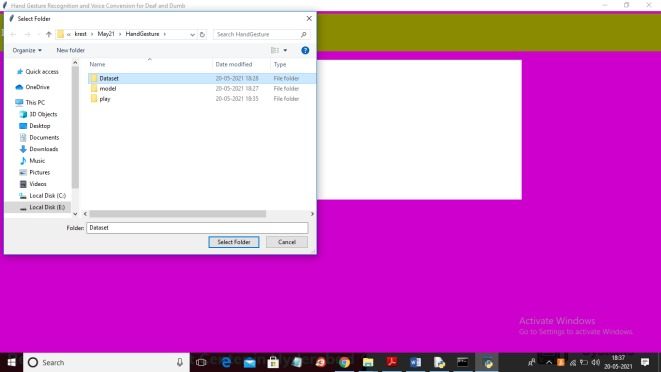 Hand Gesture Recognition and Voice Conversion for Deaf and Dumb
Select Folder
« krest › May21 › HandGesture ›
Search HandGesture
Organize
New folder
Name
Date modified
Type
Quick access
OneDrive
This PC
3D Objects
Desktop
Documents
Downloads
Music
Pictures
Videos
Local Disk (C:)
Local Disk (E:)
Dataset 20-05-2021 18:28 File folder
model 20-05-2021 18:27 File folder
play 20-05-2021 18:35 File folder
Folder: Dataset
Select Folder
Cancel
Activate Windows
Go to Settings to activate Windows.
Search
18:37
20-05-2021